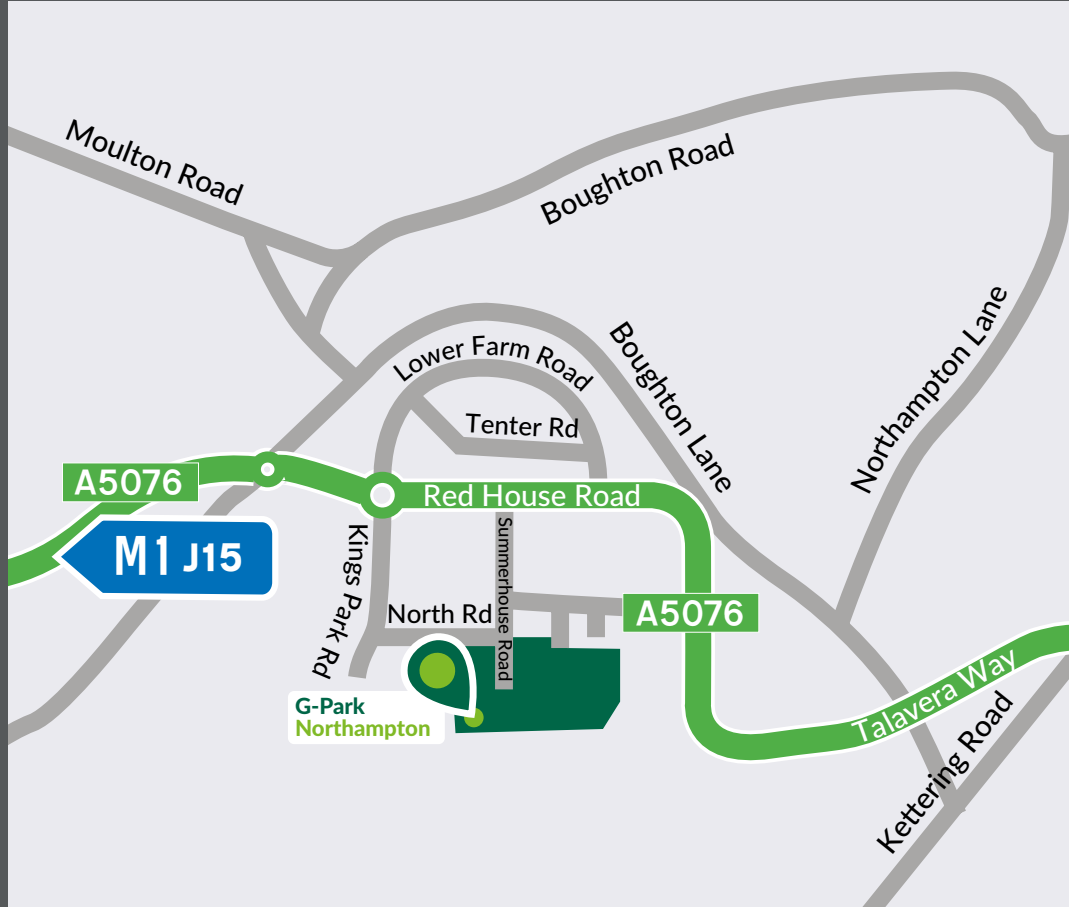 Moulton Road
Boughton Road
Northampton Lane
Boughton Lane
Lower Farm Road
Tenter Rd
A5076
Red House Road
M1 J15
Kings Park Rd
Summerhouse Road
North Rd
A5076
G-Park
Northampton
Talavera Way
Kettering Road